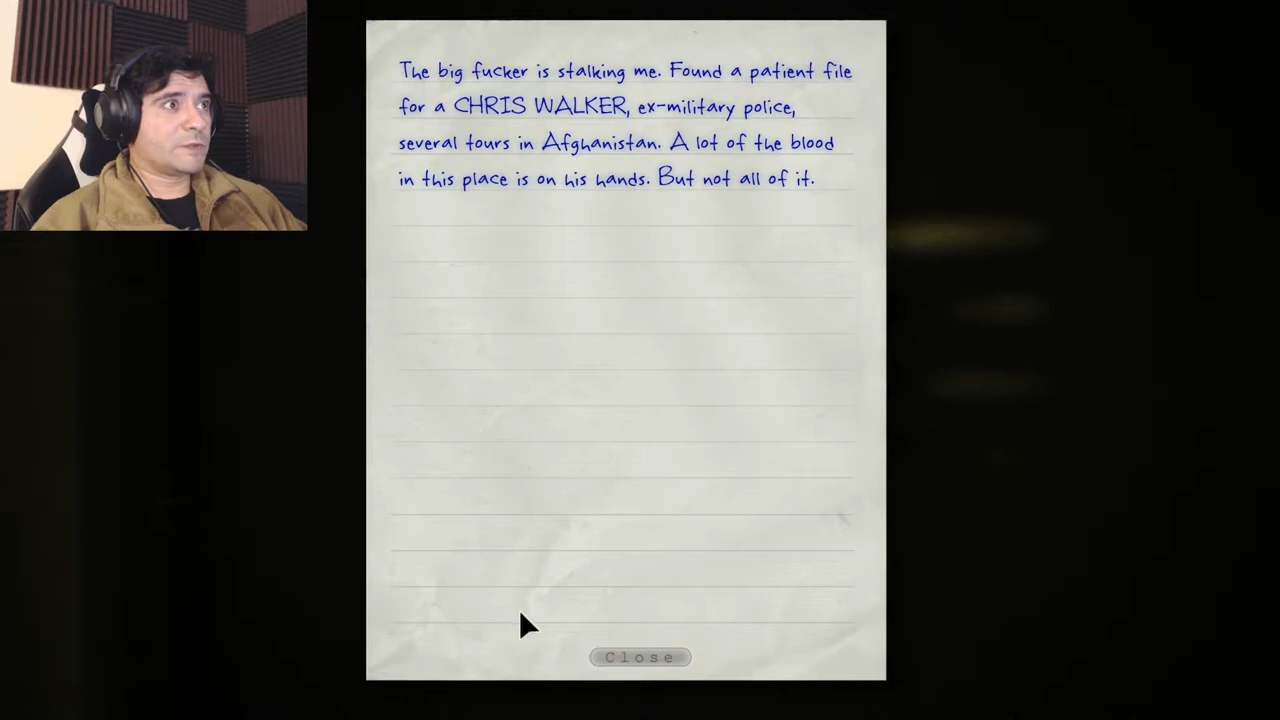 The big fucker is stalking me. Found a patient file
for a CHRIS WALKER, ex-military police,
several tours in Afghanistan. A lot of the blood
in this place is on his hands. But not all of it.
Close